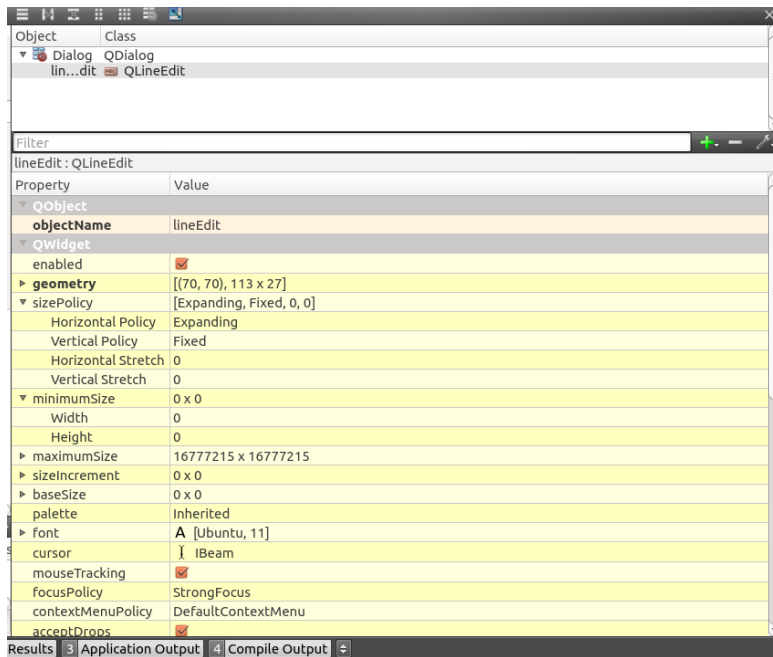 Object Class
Dialog QDialog
lin...dit QLineEdit
Filter
lineEdit : QLineEdit
Property Value
QObject
objectName lineEdit
QWidget
enabled
geometry [(70, 70), 113 x 27]
sizePolicy [Expanding, Fixed, 0, 0]
Horizontal Policy Expanding
Vertical Policy Fixed
Horizontal Stretch 0
Vertical Stretch 0
minimumSize 0 x 0
Width 0
Height 0
maximumSize 16777215 x 16777215
sizeIncrement 0 x 0
baseSize 0 x 0
palette Inherited
font A [Ubuntu, 11]
cursor IBeam
mouseTracking
focusPolicy StrongFocus
contextMenuPolicy DefaultContextMenu
acceptDrops
Results 3 Application Output 4 Compile Output